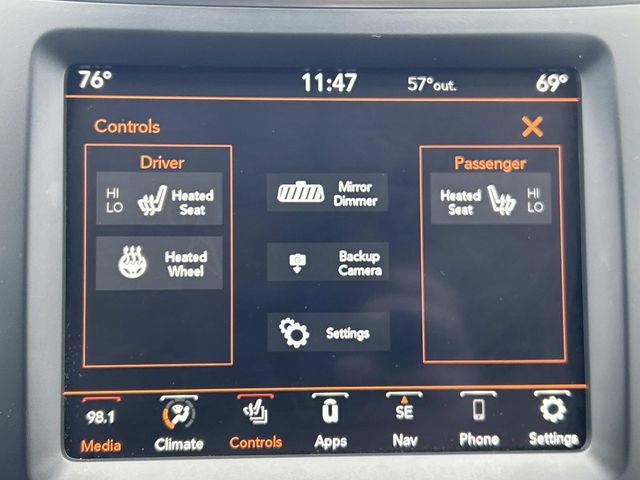 76° 11:47 57°out. 69°
Controls
Driver
HI
LO
Heated
Seat
Heated
Wheel
Mirror
Dimmer
Backup
Camera
Settings
Passenger
Heated
Seat
HI
LO
98.1
Media
Climate
Controls
Apps
SE
Nav
Phone
Settings